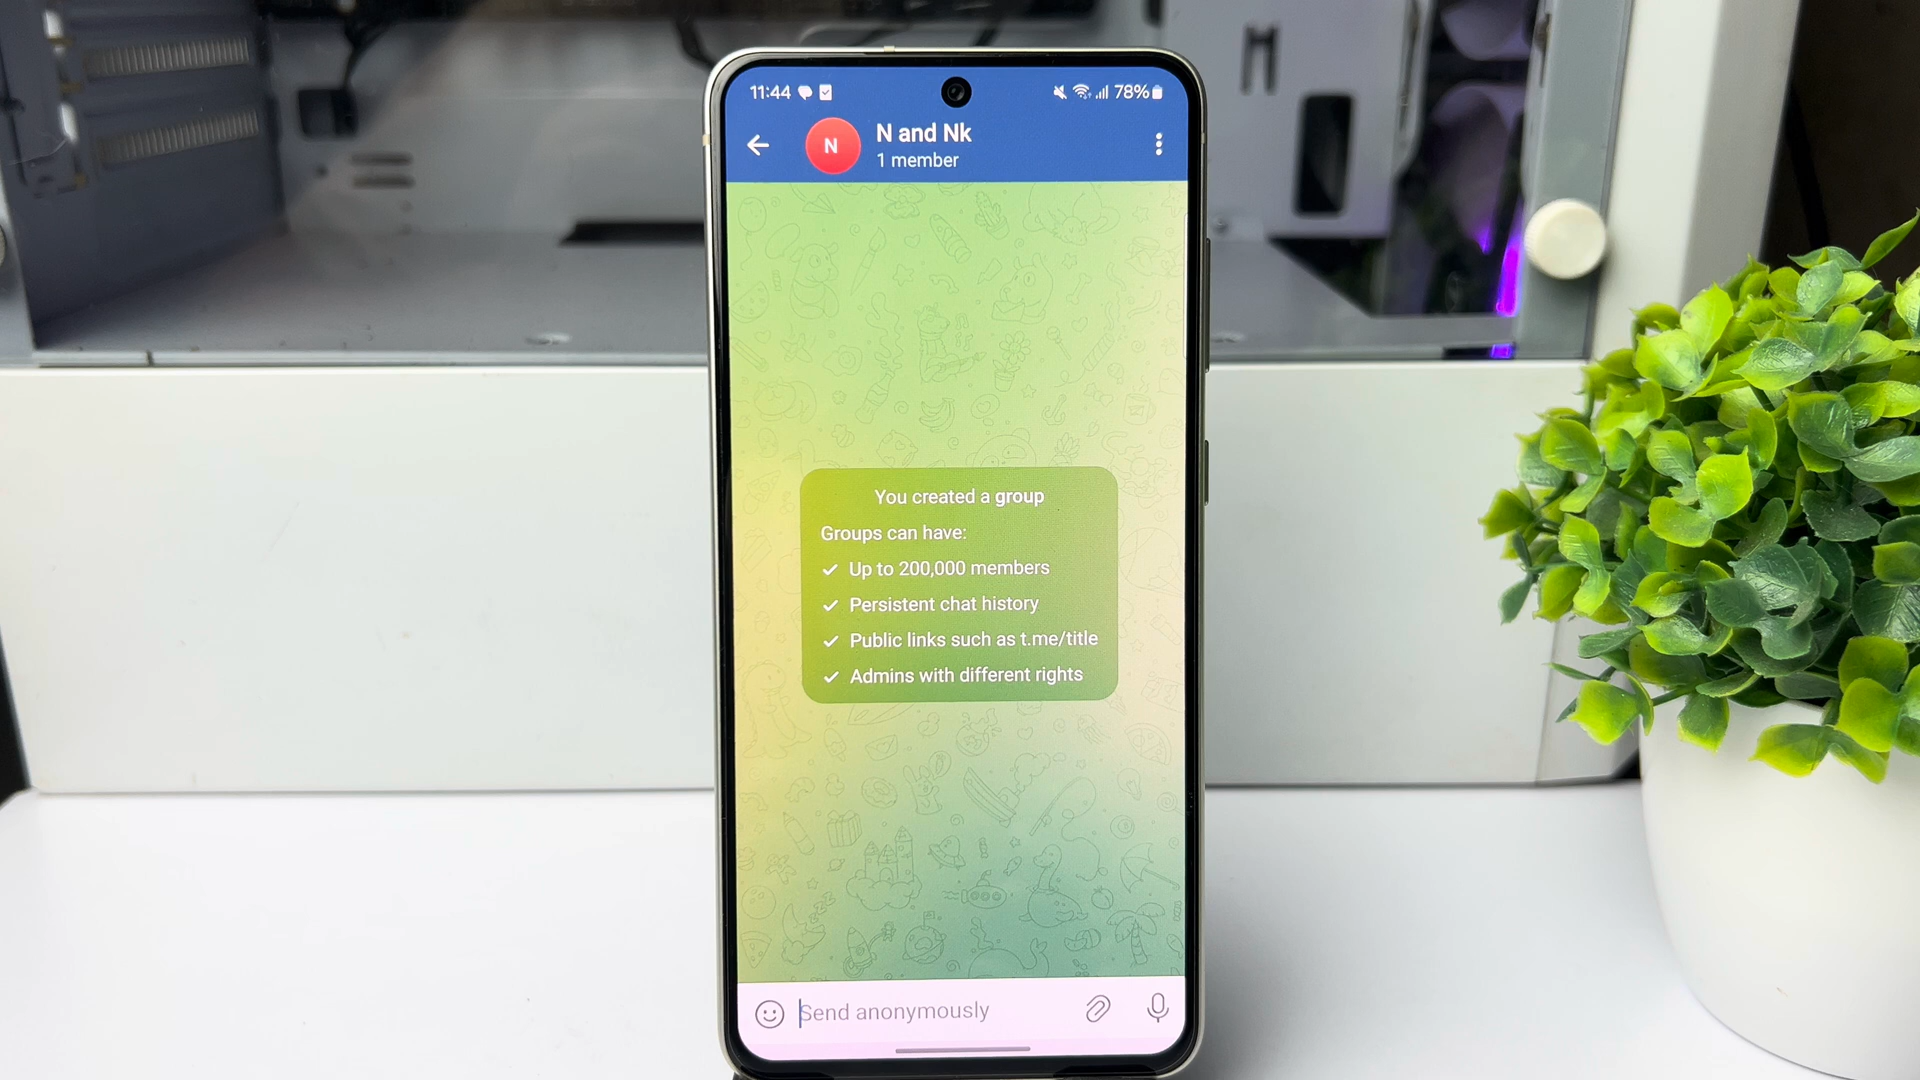 11:44
78%
N
N and Nk
1 member
You created a group
Groups can have:
Up to 200,000 members
Persistent chat history
Public links such as t.me/title
Admins with different rights
Send anonymously